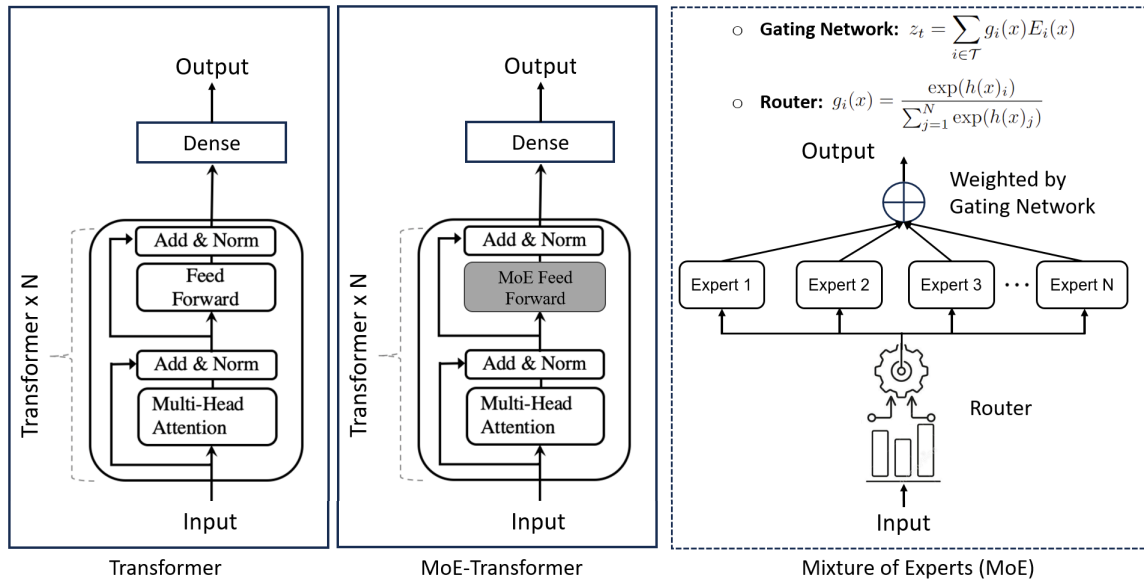 Output
Dense
Add & Norm
Feed
Forward
Add & Norm
Multi-Head
Attention
Transformer x N
Input
Transformer
Output
Dense
Add & Norm
MoE Feed
Forward
Add & Norm
Multi-Head
Attention
Transformer x N
Input
MoE-Transformer
○ Gating Network: $z_t = \sum_{i \in \mathcal{T}} g_i(x) E_i(x)$
○ Router: $g_i(x) = \frac{\exp(h(x)_i)}{\sum_{j=1}^{N} \exp(h(x)_j)}$
Output
Weighted by
Gating Network
Expert 1 Expert 2 Expert 3 ··· Expert N
Router
Input
Mixture of Experts (MoE)